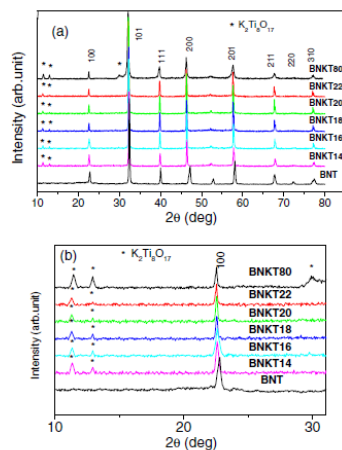 * K2Ti8O17
(a)
100
101
111
200
201
211
220
310
BNKT80
BNKT22
BNKT20
BNKT18
BNKT16
BNKT14
BNT
Intensity (arb.unit)
10 20 30 40 50 60 70 80
2θ (deg)
(b)
* K2Ti8O17
100
BNKT80
BNKT22
BNKT20
BNKT18
BNKT16
BNKT14
BNT
Intensity (arb.unit)
10 20 30
2θ (deg)